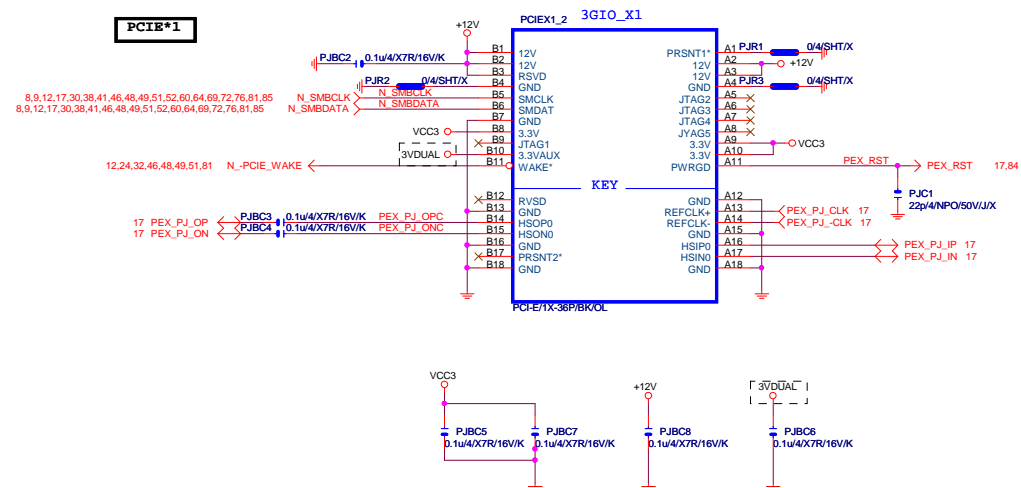 PCIE*1
PCIEX1_2 3GIO_X1
+12V
B1 12V PRSNT1* A1 PJR1 0/4/SHT/X
PJBC2 0.1u/4/X7R/16V/K B2 12V 12V A2 +12V
B3 RSVD 12V A3
PJR2 0/4/SHT/X B4 GND GND A4 PJR3 0/4/SHT/X
8,9,12,17,30,38,41,46,48,49,51,52,60,64,69,72,76,81,85 N_SMBCLK N_SMBCLK B5 SMCLK JTAG2 A5
8,9,12,17,30,38,41,46,48,49,51,52,60,64,69,72,76,81,85 N_SMBDATA N_SMBDATA B6 SMDAT JTAG3 A6
B7 GND JTAG4 A7
VCC3 B8 3.3V JYAG5 A8
B9 JTAG1 3.3V A9 VCC3
3VDUAL B10 3.3VAUX 3.3V A10
12,24,32,46,48,49,51,81 N_-PCIE_WAKE B11 WAKE* PWRGD A11 PEX_RST PEX_RST 17,84
KEY
PJC1
22p/4/NPO/50V/J/X
B12 RVSD GND A12
B13 GND REFCLK+ A13 PEX_PJ_CLK 17
17 PEX_PJ_OP PJBC3 0.1u/4/X7R/16V/K PEX_PJ_OPC B14 HSOP0 REFCLK- A14 PEX_PJ_-CLK 17
17 PEX_PJ_ON PJBC4 0.1u/4/X7R/16V/K PEX_PJ_ONC B15 HSON0 GND A15
B16 GND HSIP0 A16 PEX_PJ_IP 17
B17 PRSNT2* HSIN0 A17 PEX_PJ_IN 17
B18 GND GND A18
PCI-E/1X-36P/BK/OL
VCC3 +12V 3VDUAL
PJBC5 PJBC7 PJBC8 PJBC6
0.1u/4/X7R/16V/K 0.1u/4/X7R/16V/K 0.1u/4/X7R/16V/K 0.1u/4/X7R/16V/K